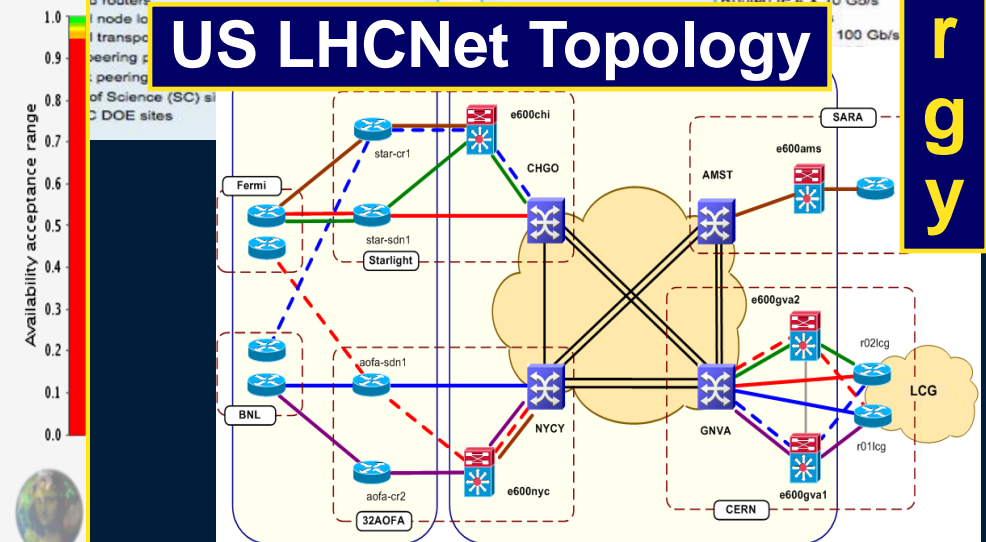 US LHCNet Topology
r
g
y
routers
l node lo
l transpo
peering p
peering
of Science (SC) si
C DOE sites
100 Gb/s
Availability acceptance range
1.0
0.9
0.8
0.7
0.6
0.5
0.4
0.3
0.2
0.1
0.0
e600chi
SARA
star-cr1
e600ams
CHGO
AMST
Fermi
star-sdn1
Starlight
e600gva2
aofa-sdn1
r02lcg
LCG
BNL
NYCY
GNVA
r01lcg
aofa-cr2
e600nyc
e600gva1
32AOFA
CERN